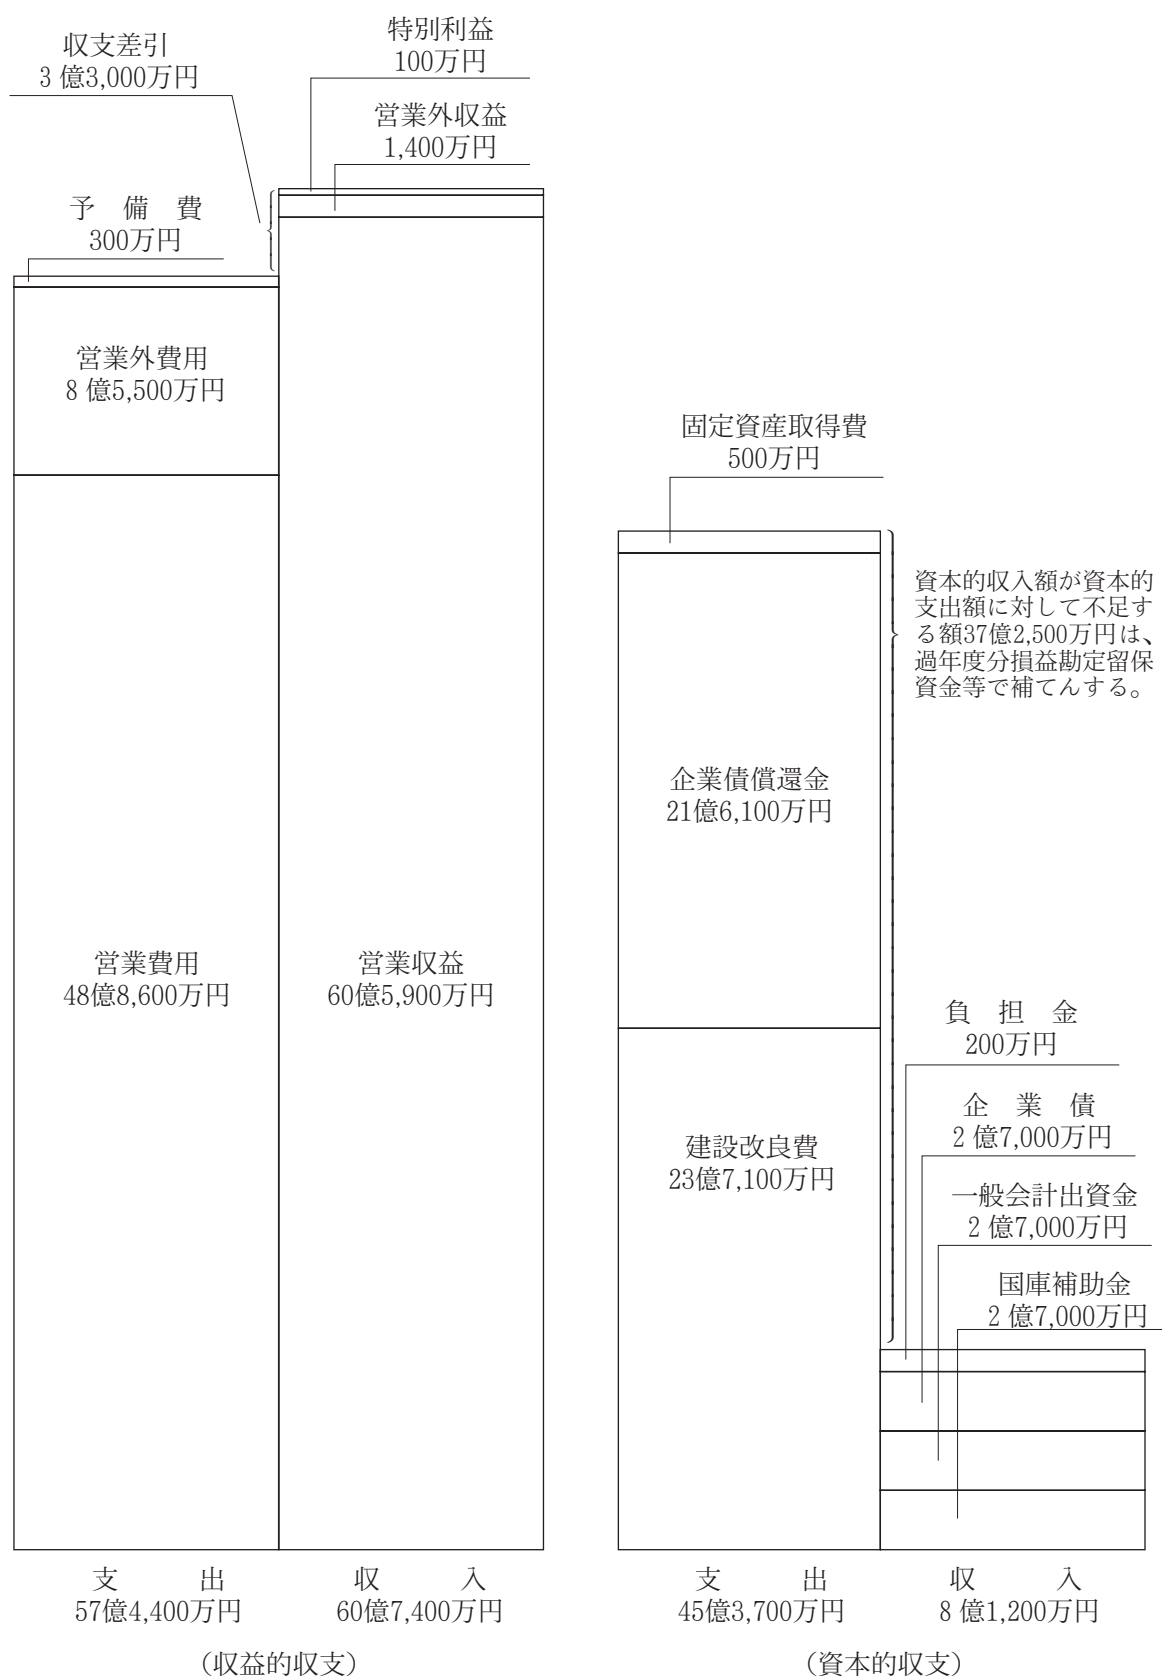 特別利益
100万円
収支差引
3億3,000万円
営業外収益
1,400万円
予備費
300万円
営業外費用
8億5,500万円
営業費用
48億8,600万円
営業収益
60億5,900万円
支出
57億4,400万円
収入
60億7,400万円
（収益的収支）
固定資産取得費
500万円
資本的収入額が資本的
支出額に対して不足す
る額37億2,500万円は、
過年度分損益勘定留保
資金等で補てんする。
企業債償還金
21億6,100万円
建設改良費
23億7,100万円
負担金
200万円
企業債
2億7,000万円
一般会計出資金
2億7,000万円
国庫補助金
2億7,000万円
支出
45億3,700万円
収入
8億1,200万円
（資本的収支）